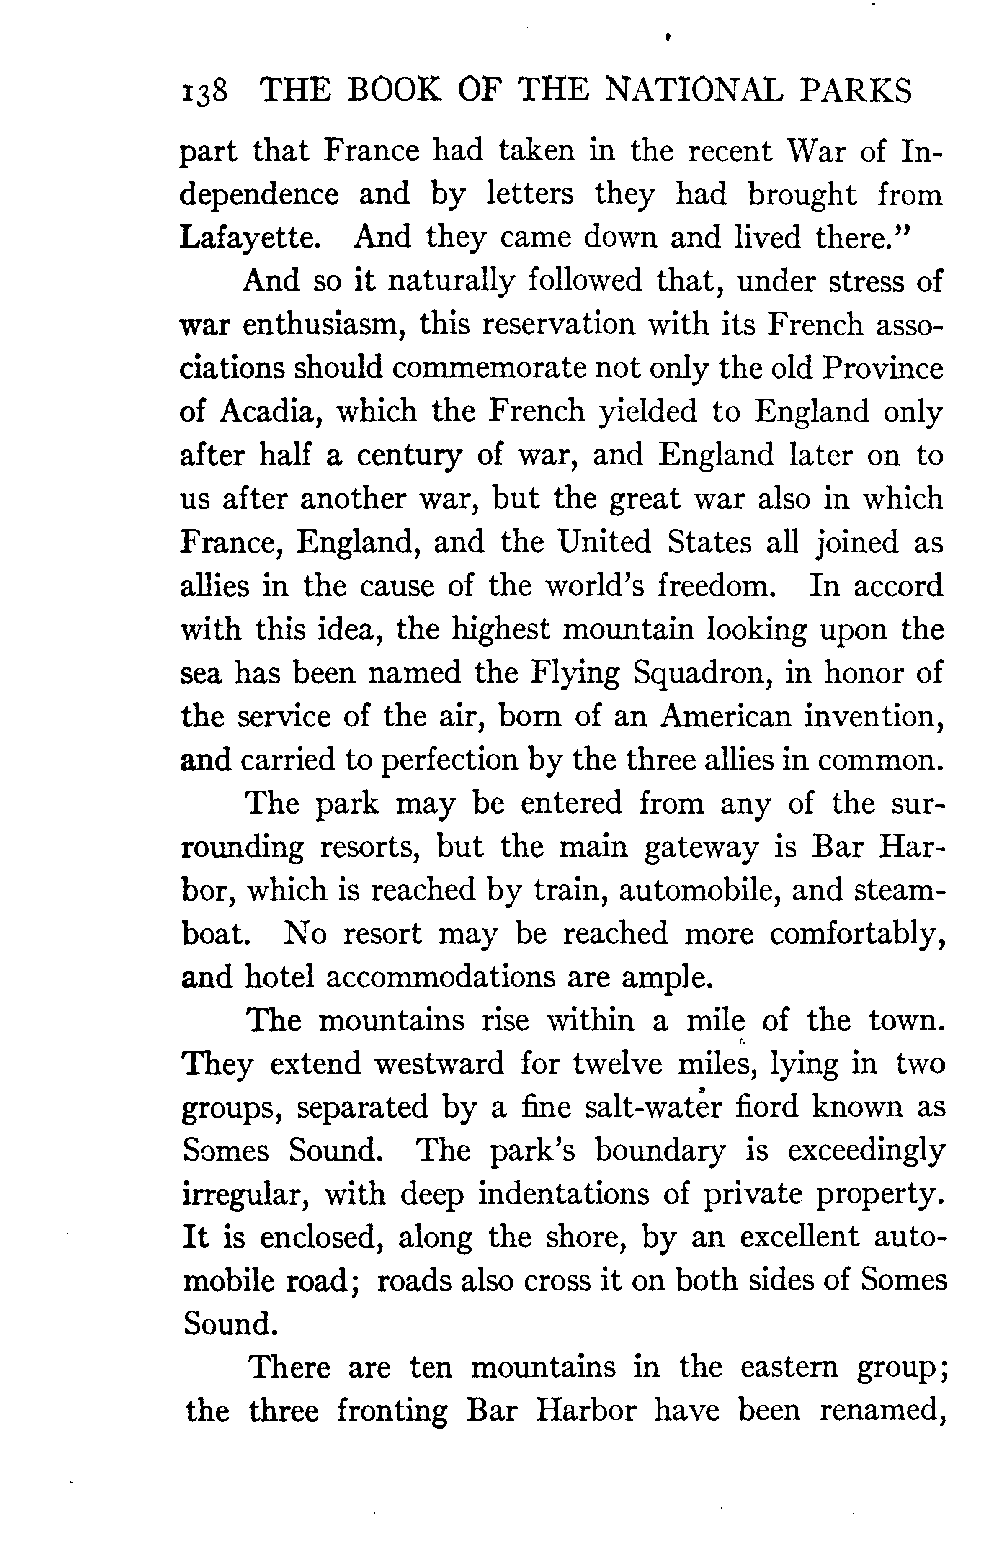 138 THE BOOK OF THE NATIONAL PARKS
part that France had taken in the recent War of In-
dependence and by letters they had brought from
Lafayette. And they came down and lived there."
And so it naturally followed that, under stress of
war enthusiasm, this reservation with its French asso-
ciations should commemorate not only the old Province
of Acadia, which the French yielded to England only
after half a century of war, and England later on to
us after another war, but the great war also in which
France, England, and the United States all joined as
allies in the cause of the world's freedom. In accord
with this idea, the highest mountain looking upon the
sea has been named the Flying Squadron, in honor of
the service of the air, born of an American invention,
and carried to perfection by the three allies in common.
The park may be entered from any of the sur-
rounding resorts, but the main gateway is Bar Har-
bor, which is reached by train, automobile, and steam-
boat. No resort may be reached more comfortably,
and hotel accommodations are ample.
The mountains rise within a mile of the town.
They extend westward for twelve miles, lying in two
groups, separated by a fine salt-water fiord known as
Somes Sound. The park's boundary is exceedingly
irregular, with deep indentations of private property.
It is enclosed, along the shore, by an excellent auto-
mobile road; roads also cross it on both sides of Somes
Sound.
There are ten mountains in the eastern group;
the three fronting Bar Harbor have been renamed,